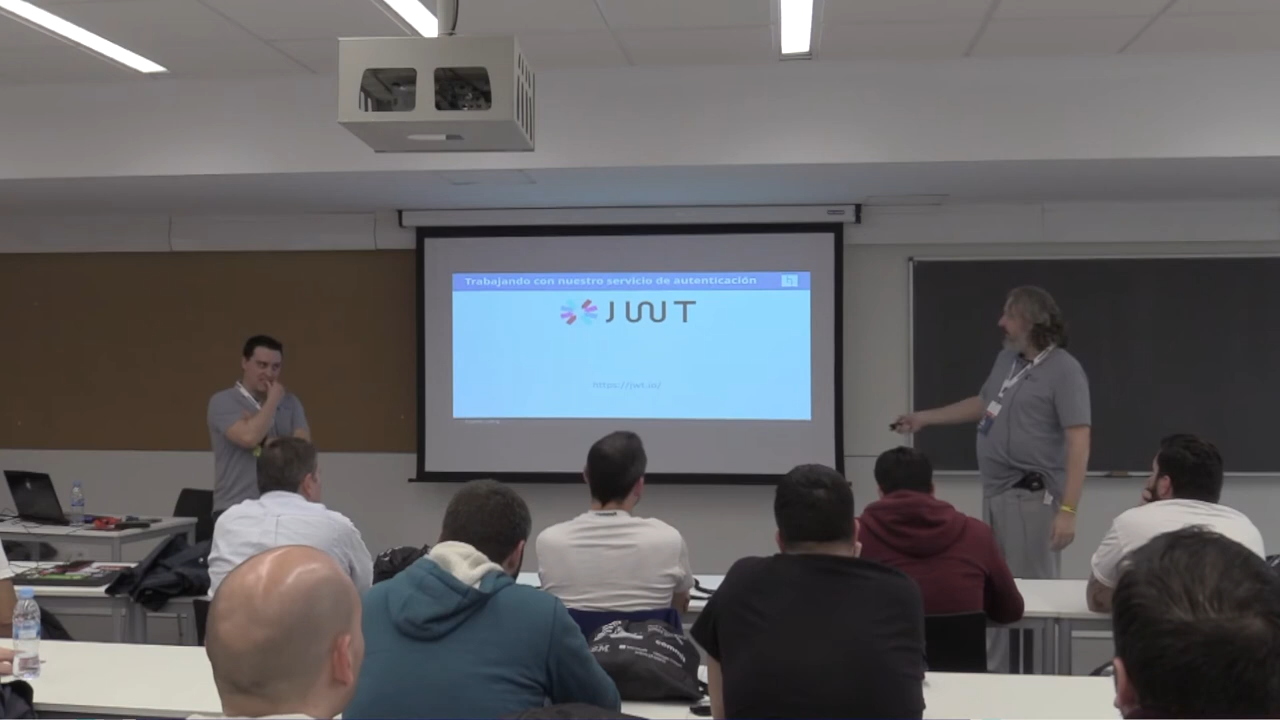 Trabajando con nuestro servicio de autenticación
JWT
https://jwt.io/